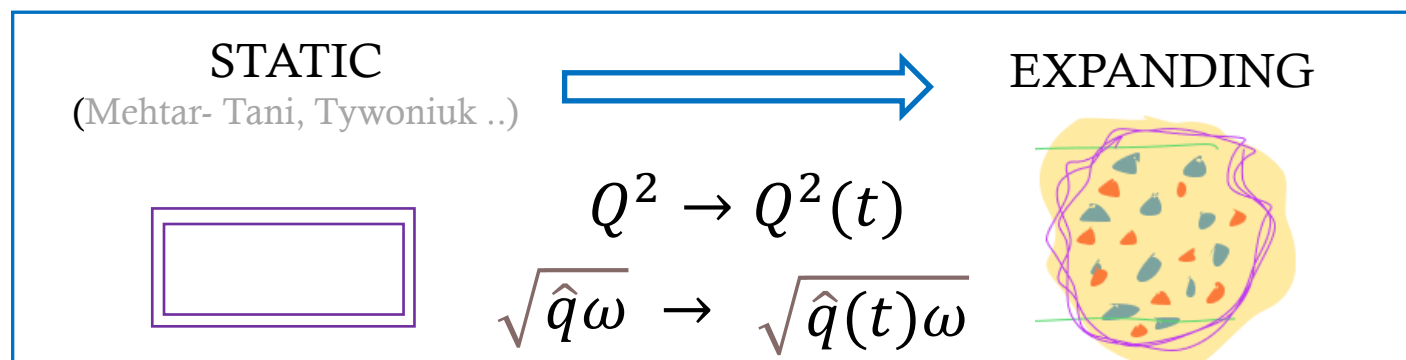 STATIC
(Mehtar- Tani, Tywoniuk ..)
EXPANDING
Q² → Q²(t)
√q̂ω → √q̂(t)ω